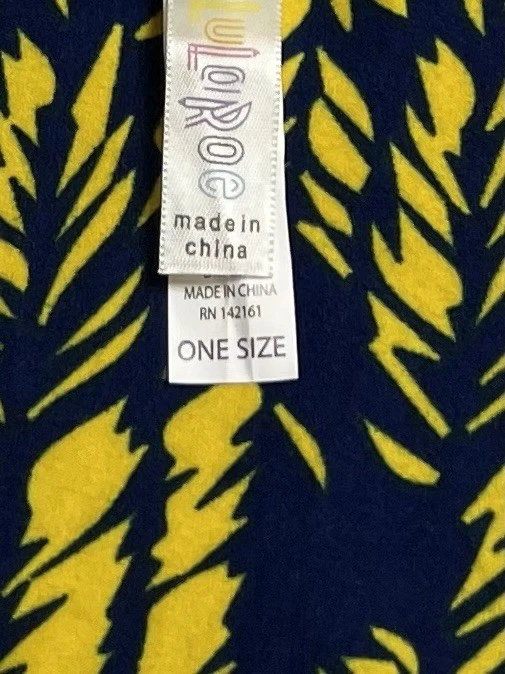 LuLaRoe
made in
china
MADE IN CHINA
RN 142161
ONE SIZE